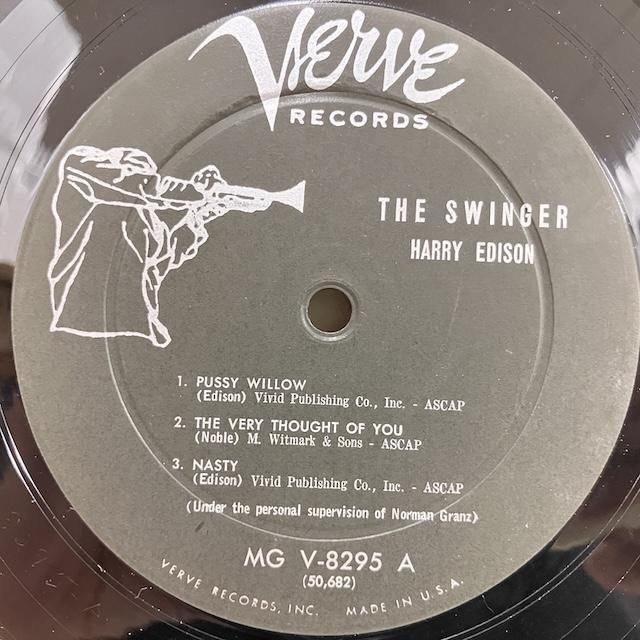 Verve
RECORDS
THE SWINGER
HARRY EDISON
1. PUSSY WILLOW
(Edison) Vivid Publishing Co., Inc. - ASCAP
2. THE VERY THOUGHT OF YOU
(Noble) M. Witmark & Sons - ASCAP
3. NASTY
(Edison) Vivid Publishing Co., Inc. - ASCAP
(Under the personal supervision of Norman Granz)
MG V-8295 A
(50,682)
VERVE RECORDS, INC. MADE IN U.S.A.